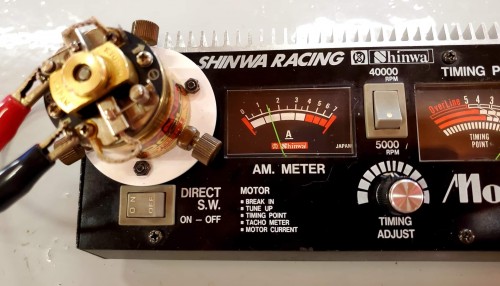 SHINWA RACING Shinwa
40000
RPM
TIMING P
0 1 2 3 4 5 6 7
A
Shinwa
JAPAN
AM. METER
5000
RPM
OverLine
TIMING
POINT
ON OFF
DIRECT
S.W.
ON – OFF
MOTOR
BREAK IN
TUNE UP
TIMING POINT
TACHO METER
MOTOR CURRENT
TIMING
ADJUST
Mo